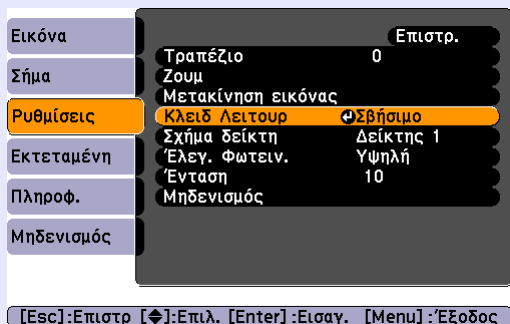 Εικόνα
Σήμα
Ρυθμίσεις
Εκτεταμένη
Πληροφ.
Μηδενισμός
Επιστρ.
Τραπέζιο 0
Ζουμ
Μετακίνηση εικόνας
Κλειδ Λειτουρ Σβήσιμο
Σχήμα δείκτη Δείκτης 1
Έλεγ. Φωτειν. Υψηλή
Ένταση 10
Μηδενισμός
[Esc]:Επιστρ [◆]:Επιλ. [Enter]:Εισαγ. [Menu]:Έξοδος